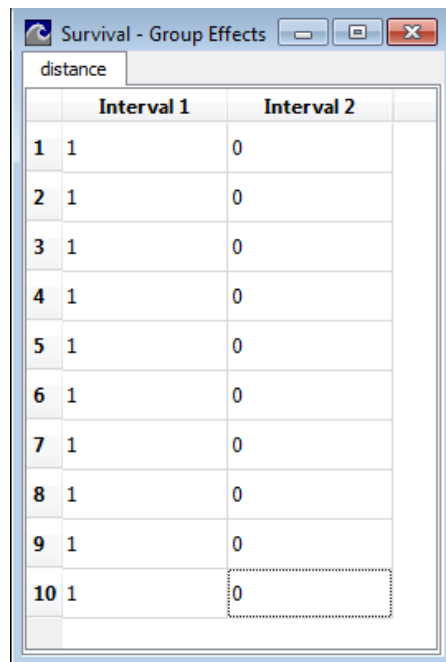 Survival - Group Effects
distance
Interval 1 Interval 2
1 1 0
2 1 0
3 1 0
4 1 0
5 1 0
6 1 0
7 1 0
8 1 0
9 1 0
10 1 0